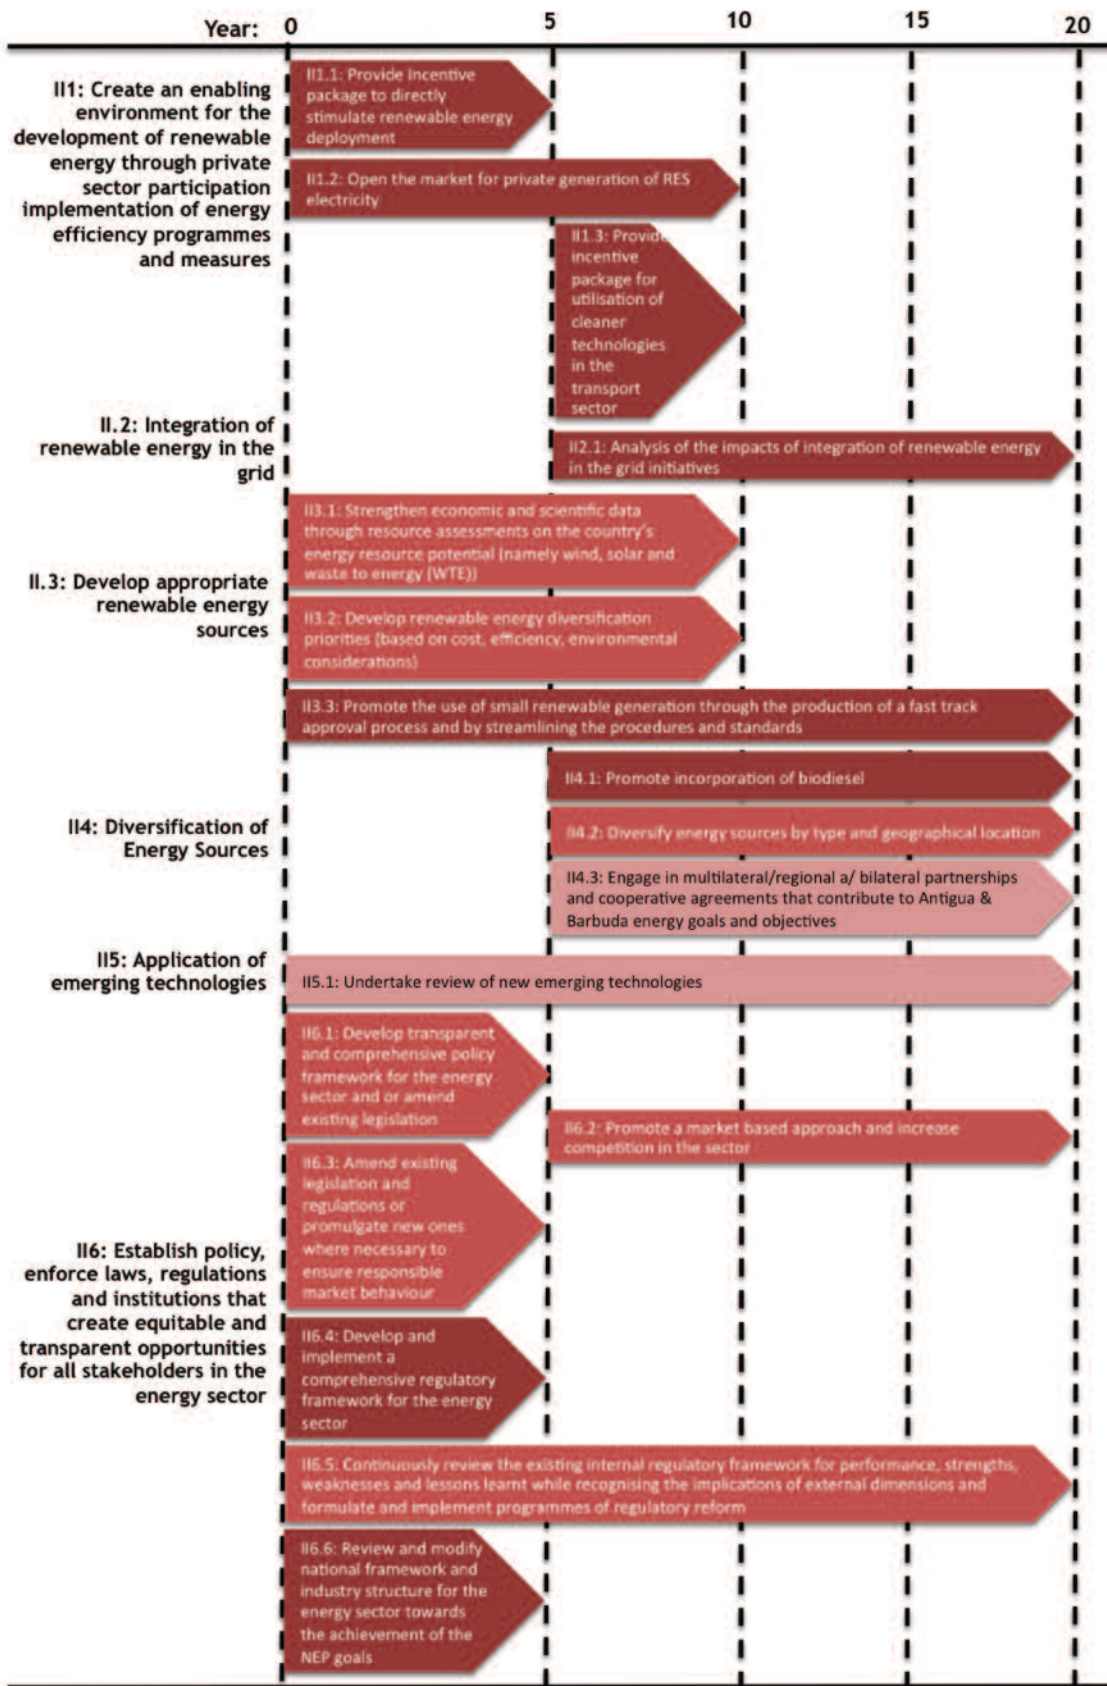 Year: 0 5 10 15 20
II1: Create an enabling
environment for the
development of renewable
energy through private
sector participation
implementation of energy
efficiency programmes
and measures
II1.1: Provide Incentive
package to directly
stimulate renewable energy
deployment
II1.2: Open the market for private generation of RES
electricity
II1.3: Provide
incentive
package for
utilisation of
cleaner
technologies
in the
transport
sector
II.2: Integration of
renewable energy in the
grid
II2.1: Analysis of the impacts of integration of renewable energy
in the grid initiatives
II.3: Develop appropriate
renewable energy
sources
II3.1: Strengthen economic and scientific data
through resource assessments on the country's
energy resource potential (namely wind, solar and
waste to energy (WTE))
II3.2: Develop renewable energy diversification
priorities (based on cost, efficiency, environmental
considerations)
II3.3: Promote the use of small renewable generation through the production of a fast track
approval process and by streamlining the procedures and standards
II4: Diversification of
Energy Sources
II4.1: Promote incorporation of biodiesel
II4.2: Diversify energy sources by type and geographical location
II4.3: Engage in multilateral/regional a/ bilateral partnerships
and cooperative agreements that contribute to Antigua &
Barbuda energy goals and objectives
II5: Application of
emerging technologies
II5.1: Undertake review of new emerging technologies
II6: Establish policy,
enforce laws, regulations
and institutions that
create equitable and
transparent opportunities
for all stakeholders in the
energy sector
II6.1: Develop transparent
and comprehensive policy
framework for the energy
sector and or amend
existing legislation
II6.2: Promote a market based approach and increase
competition in the sector
II6.3: Amend existing
legislation and
regulations or
promulgate new ones
where necessary to
ensure responsible
market behaviour
II6.4: Develop and
implement a
comprehensive regulatory
framework for the energy
sector
II6.5: Continuously review the existing internal regulatory framework for performance, strengths,
weaknesses and lessons learnt while recognising the implications of external dimensions and
formulate and implement programmes of regulatory reform
II6.6: Review and modify
national framework and
industry structure for the
energy sector towards
the achievement of the
NEP goals